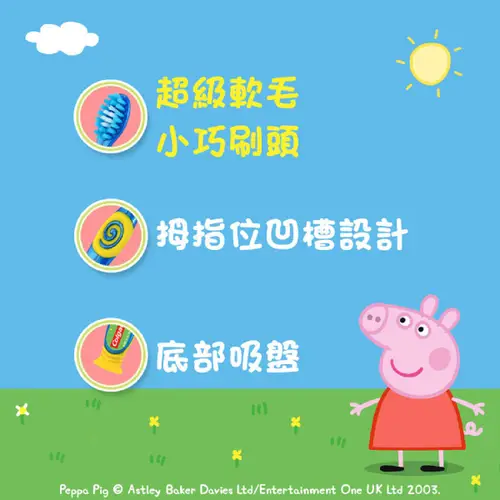 超級軟毛
小巧刷頭
拇指位凹槽設計
Colgate
底部吸盤
Peppa Pig © Astley Baker Davies Ltd/Entertainment One UK Ltd 2003.